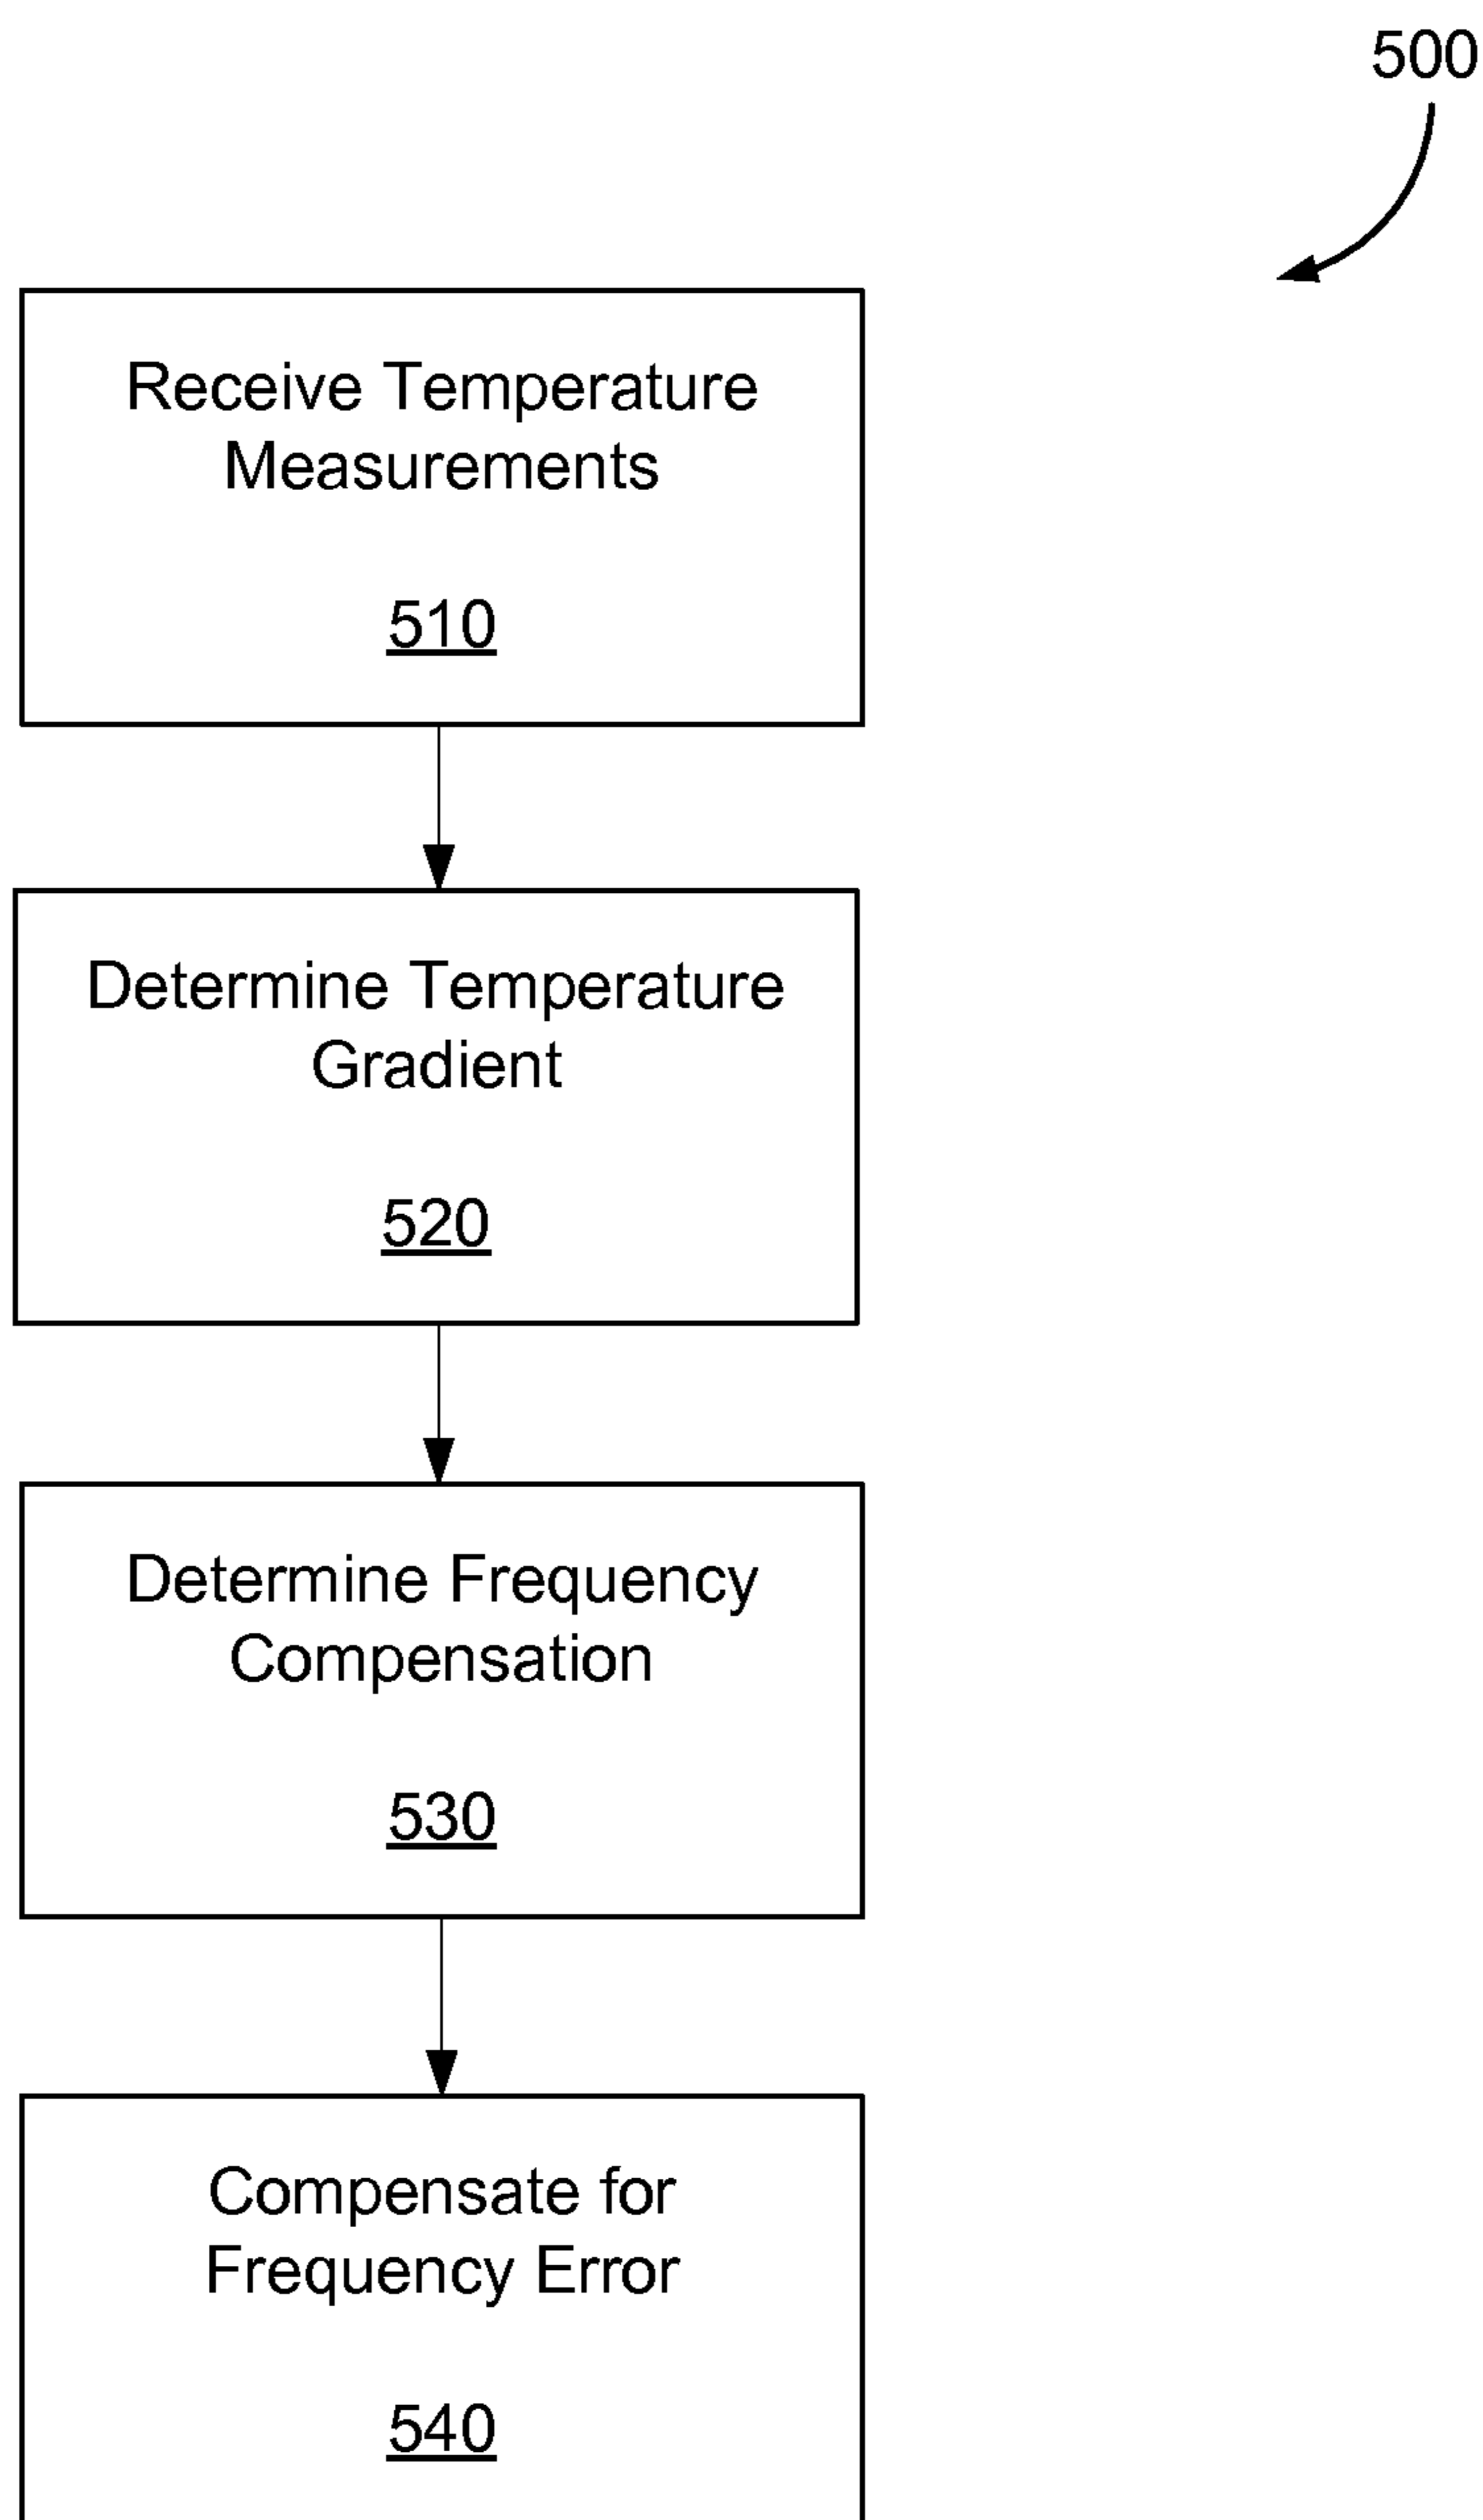 500
Receive Temperature
Measurements
510
Determine Temperature
Gradient
520
Determine Frequency
Compensation
530
Compensate for
Frequency Error
540